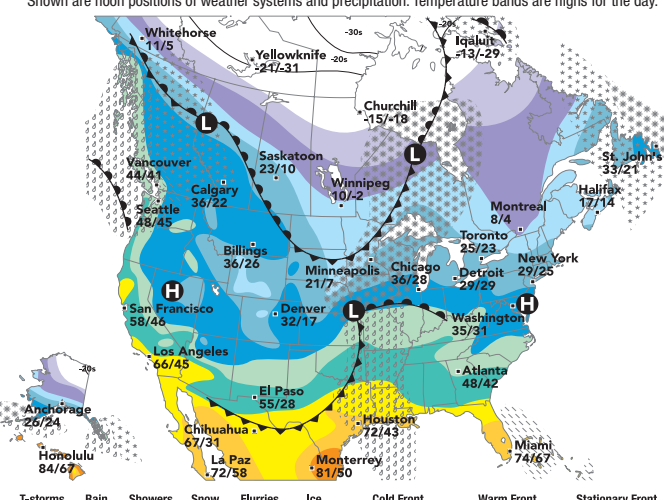 Shown are noon positions of weather systems and precipitation. Temperature bands are highs for the day.
Whitehorse
11/5
-30s
-20s
Yellowknife
-21/-31
-20s
Iqaluit
-13/-29
Churchill
-15/-18
L
L
Vancouver
44/41
Saskatoon
23/10
Calgary
36/22
Winnipeg
10/-2
St. John's
33/21
Halifax
17/14
Seattle
48/45
Montreal
8/4
Toronto
25/23
Billings
36/26
Minneapolis
21/7
Chicago
36/28
Detroit
29/29
New York
29/25
H
San Francisco
58/46
Denver
32/17
L
Washington
35/31
H
Los Angeles
66/45
-20s
Atlanta
48/42
El Paso
55/28
Anchorage
26/24
Chihuahua
67/31
Houston
72/43
Honolulu
84/67
La Paz
72/58
Monterrey
81/50
Miami
74/67
T-storms Rain Showers Snow Flurries Ice Cold Front Warm Front Stationary Front